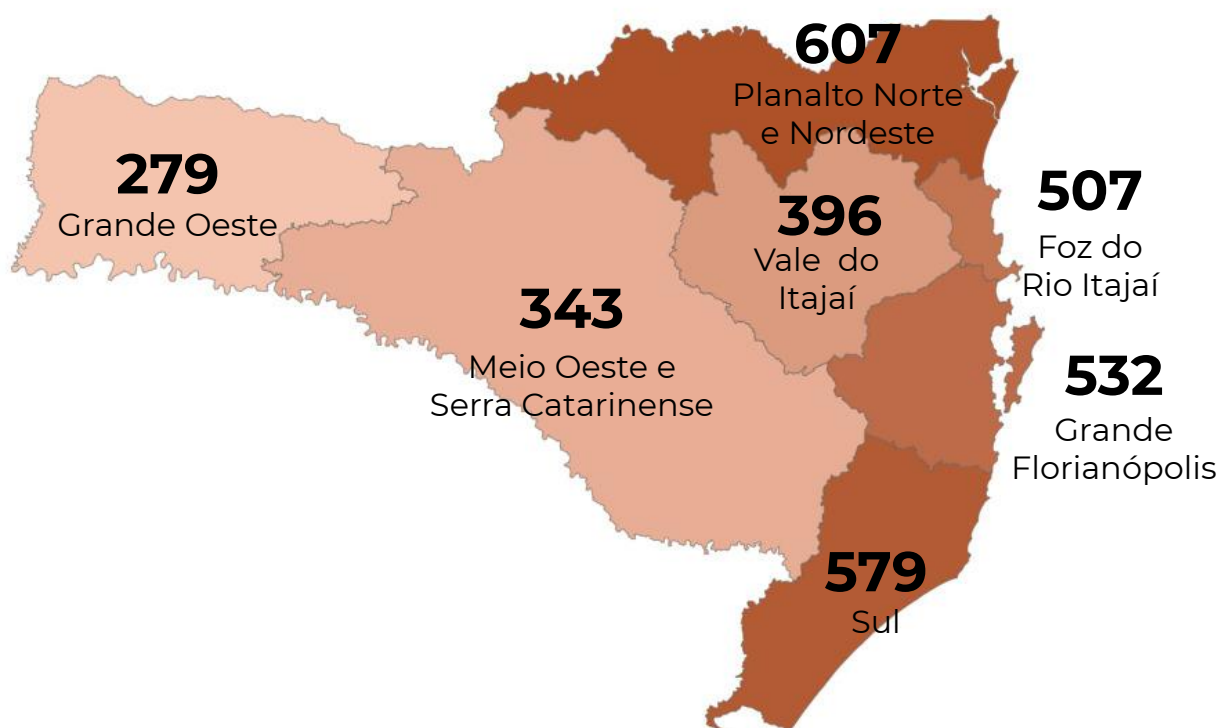 607
Planalto Norte
e Nordeste
279
Grande Oeste
396
Vale do
Itajaí
507
Foz do
Rio Itajaí
343
Meio Oeste e
Serra Catarinense
532
Grande
Florianópolis
579
Sul